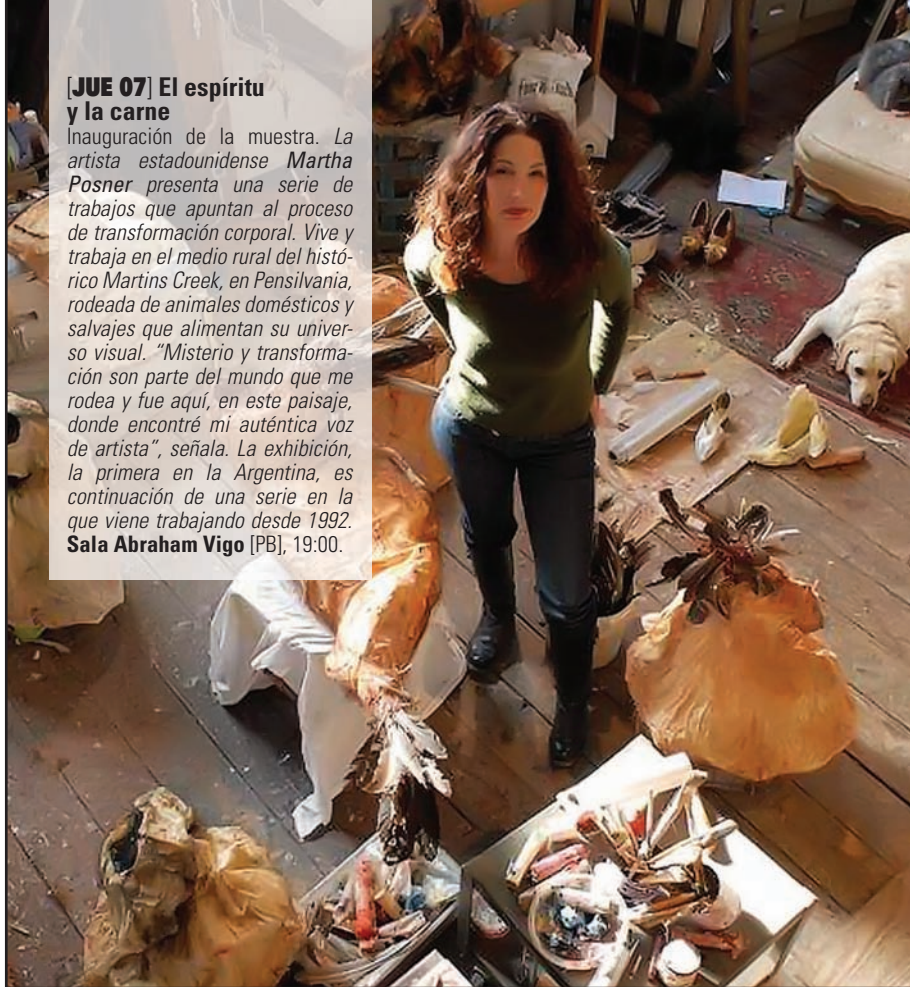 [JUE 07] El espíritu
y la carne
Inauguración de la muestra. La
artista estadounidense Martha
Posner presenta una serie de
trabajos que apuntan al proceso
de transformación corporal. Vive y
trabaja en el medio rural del histó-
rico Martins Creek, en Pensilvania,
rodeada de animales domésticos y
salvajes que alimentan su univer-
so visual. “Misterio y transforma-
ción son parte del mundo que me
rodea y fue aquí, en este paisaje,
donde encontré mi auténtica voz
de artista”, señala. La exhibición,
la primera en la Argentina, es
continuación de una serie en la
que viene trabajando desde 1992.
Sala Abraham Vigo [PB], 19:00.